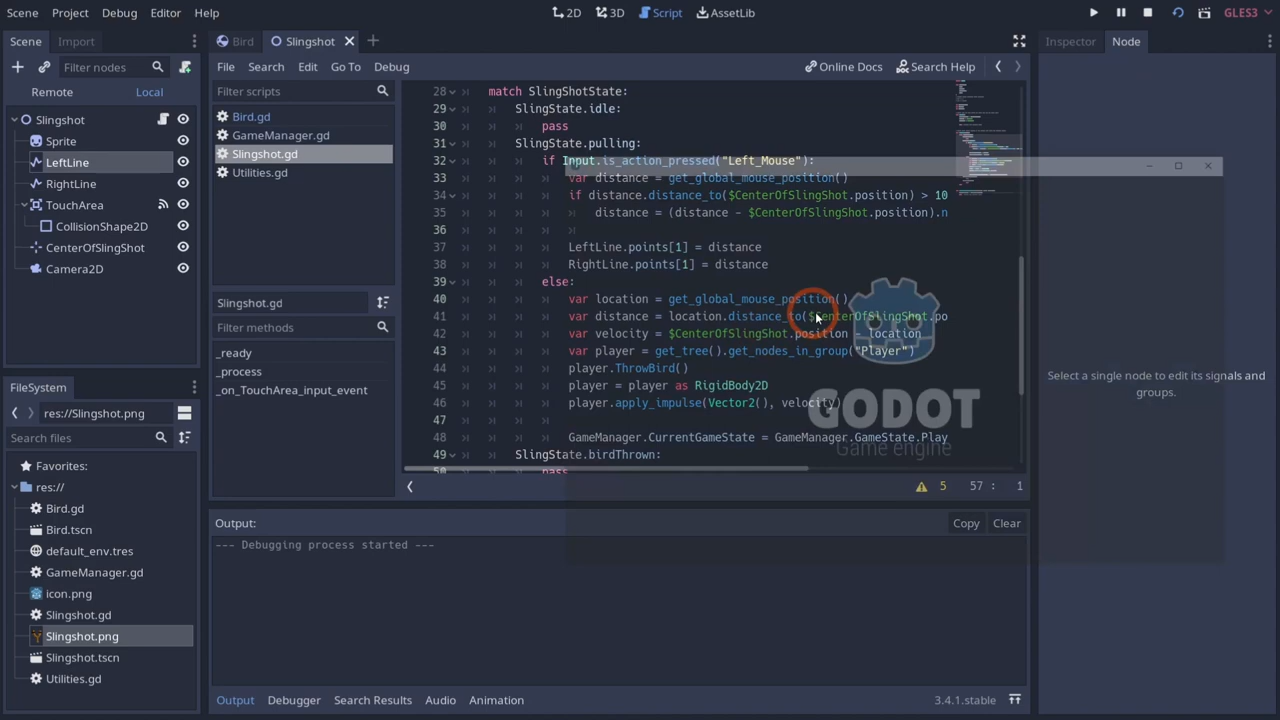 Scene Project Debug Editor Help
2D 3D Script AssetLib
GLES3
Scene Import
Filter nodes
Remote Local
Slingshot
Sprite
LeftLine
RightLine
TouchArea
CollisionShape2D
CenterOfSlingShot
Camera2D
FileSystem
res://Slingshot.png
Search files
Favorites:
res://
Bird.gd
Bird.tscn
default_env.tres
GameManager.gd
icon.png
Slingshot.gd
Slingshot.png
Slingshot.tscn
Utilities.gd
Bird Slingshot
File Search Edit Go To Debug
Online Docs Search Help
Filter scripts
Bird.gd
GameManager.gd
Slingshot.gd
Utilities.gd
Slingshot.gd
Filter methods
_ready
_process
_on_TouchArea_input_event
28 match SlingShotState:
29 SlingState.idle:
30 pass
31 SlingState.pulling:
32 if Input.is_action_pressed("Left_Mouse"):
33 var distance = get_global_mouse_position()
34 if distance.distance_to($CenterOfSlingShot.position) > 10
35 distance = (distance - $CenterOfSlingShot.position).n
36
37 LeftLine.points[1] = distance
38 RightLine.points[1] = distance
39 else:
40 var location = get_global_mouse_position()
41 var distance = location.distance_to($CenterOfSlingShot.po
42 var velocity = $CenterOfSlingShot.position - location
43 var player = get_tree().get_nodes_in_group("Player")
44 player.ThrowBird()
45 player = player as RigidBody2D
46 player.apply_impulse(Vector2(), velocity)
47
48 GameManager.CurrentGameState = GameManager.GameState.Play
49 SlingState.birdThrown:
50 pass
5 57 : 1
GODOT
Game engine
Output:
Copy Clear
--- Debugging process started ---
Output Debugger Search Results Audio Animation
3.4.1.stable
Inspector Node
Select a single node to edit its signals and
groups.